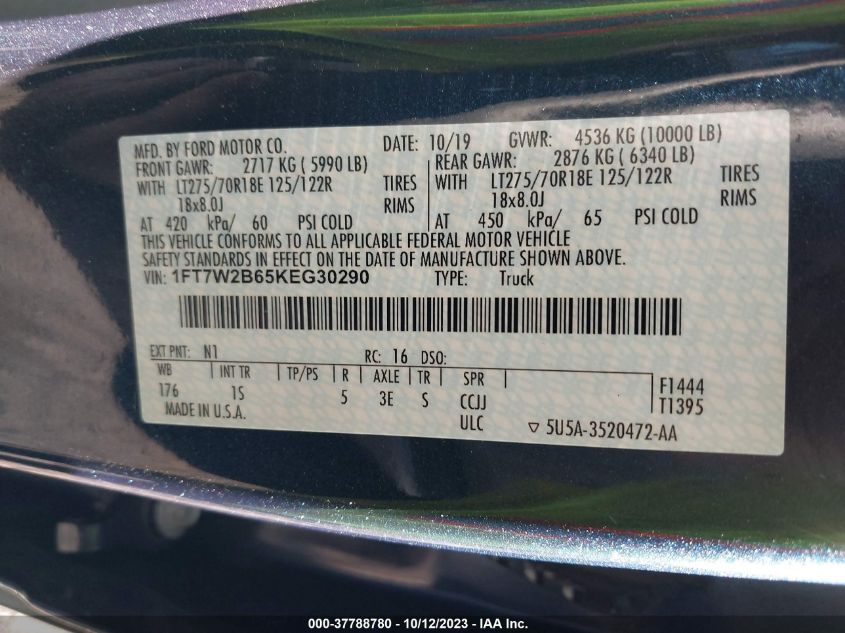 MFD. BY FORD MOTOR CO. DATE: 10/19 GVWR: 4536 KG (10000 LB)
FRONT GAWR: 2717 KG ( 5990 LB) REAR GAWR: 2876 KG ( 6340 LB)
WITH LT275/70R18E 125/122R TIRES WITH LT275/70R18E 125/122R TIRES
18x8.0J RIMS 18x8.0J RIMS
AT 420 kPa/ 60 PSI COLD AT 450 kPa/ 65 PSI COLD
THIS VEHICLE CONFORMS TO ALL APPLICABLE FEDERAL MOTOR VEHICLE
SAFETY STANDARDS IN EFFECT ON THE DATE OF MANUFACTURE SHOWN ABOVE.
VIN: 1FT7W2B65KEG30290 TYPE: Truck
EXT PNT: N1 RC: 16 DSO:
WB INT TR TP/PS R AXLE TR SPR F1444
176 1S 5 3E S CCJJ T1395
MADE IN U.S.A. ULC ▽ 5U5A-3520472-AA
000-37788780 - 10/12/2023 - IAA Inc.